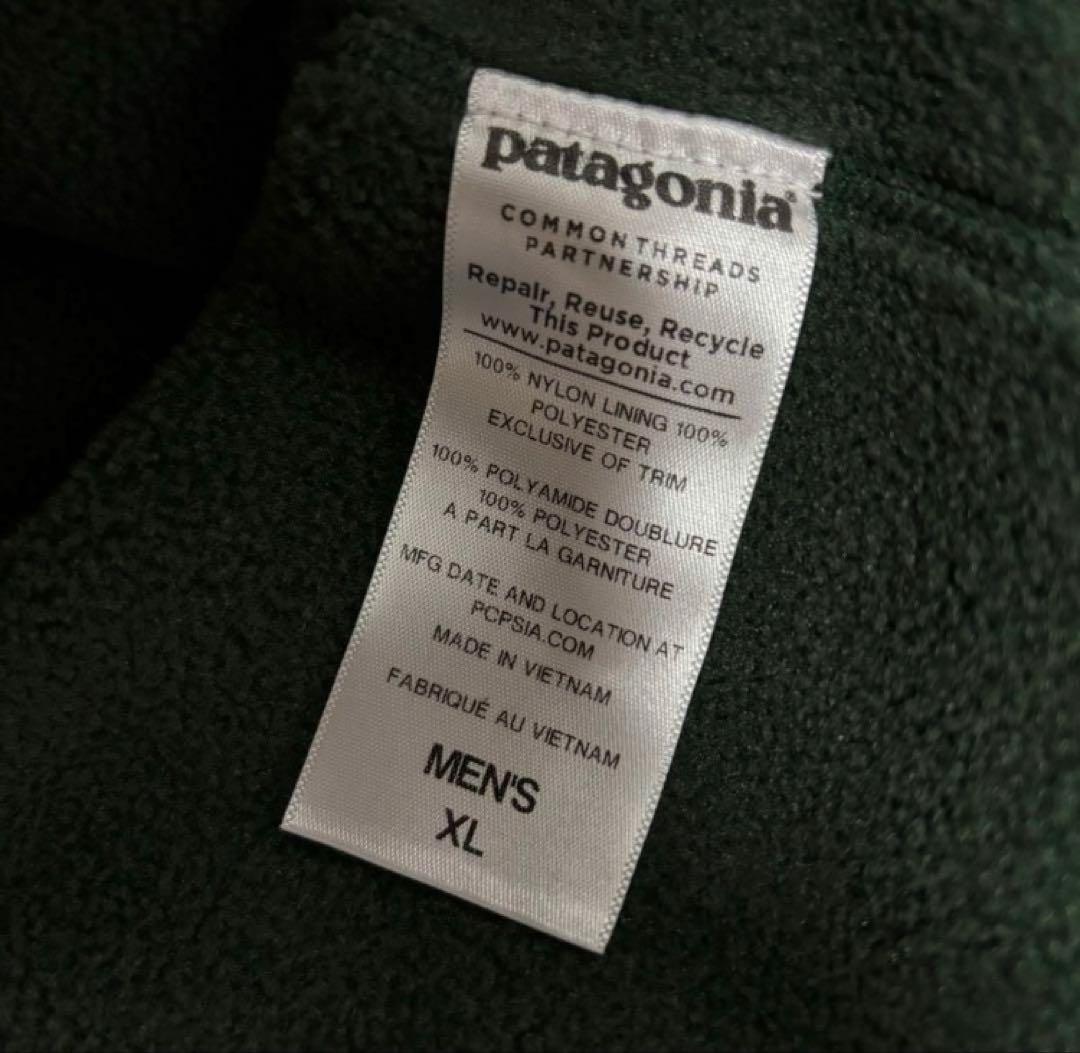 patagonia®
COMMON THREADS
PARTNERSHIP
Repair, Reuse, Recycle
This Product
www.patagonia.com
100% NYLON LINING 100%
POLYESTER
EXCLUSIVE OF TRIM
100% POLYAMIDE DOUBLURE
100% POLYESTER
A PART LA GARNITURE
MFG DATE AND LOCATION AT
PCPSIA.COM
MADE IN VIETNAM
FABRIQUÉ AU VIETNAM
MEN'S
XL